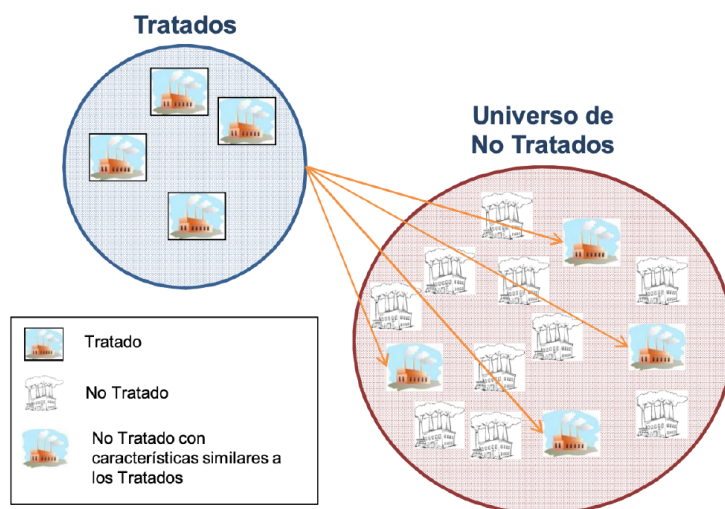 Tratados
Universo de
No Tratados
Tratado
No Tratado
No Tratado con
características similares a
los Tratados